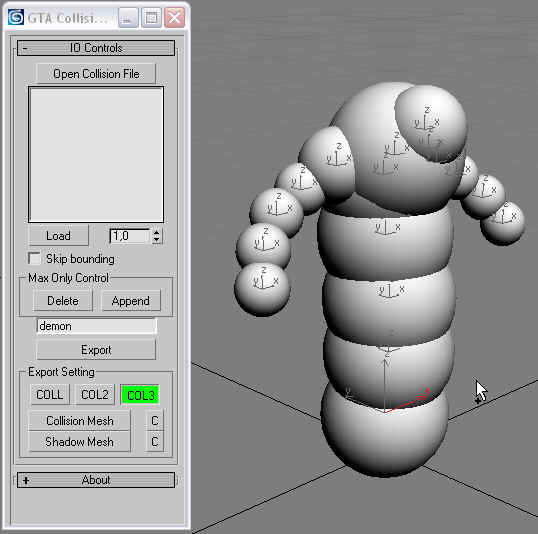 GTA Collisi...
- IO Controls
Open Collision File
Load 1,0
Skip bounding
Max Only Control
Delete Append
demon
Export
Export Setting
COLL COL2 COL3
Collision Mesh C
Shadow Mesh C
+ About
z
y x
z
y x
z
y x
z
y x
z
y x
z
y x
z
y x
z
y x
z
x
z
x
z
y x
z
y x
z
z
y x